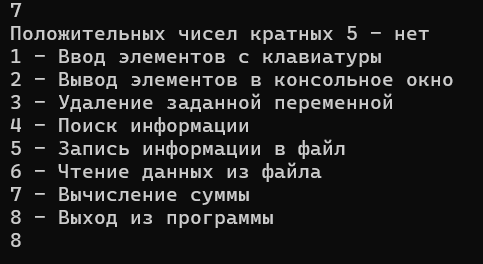 7
Положительных чисел кратных 5 – нет
1 – Ввод элементов с клавиатуры
2 – Вывод элементов в консольное окно
3 – Удаление заданной переменной
4 – Поиск информации
5 – Запись информации в файл
6 – Чтение данных из файла
7 – Вычисление суммы
8 – Выход из программы
8